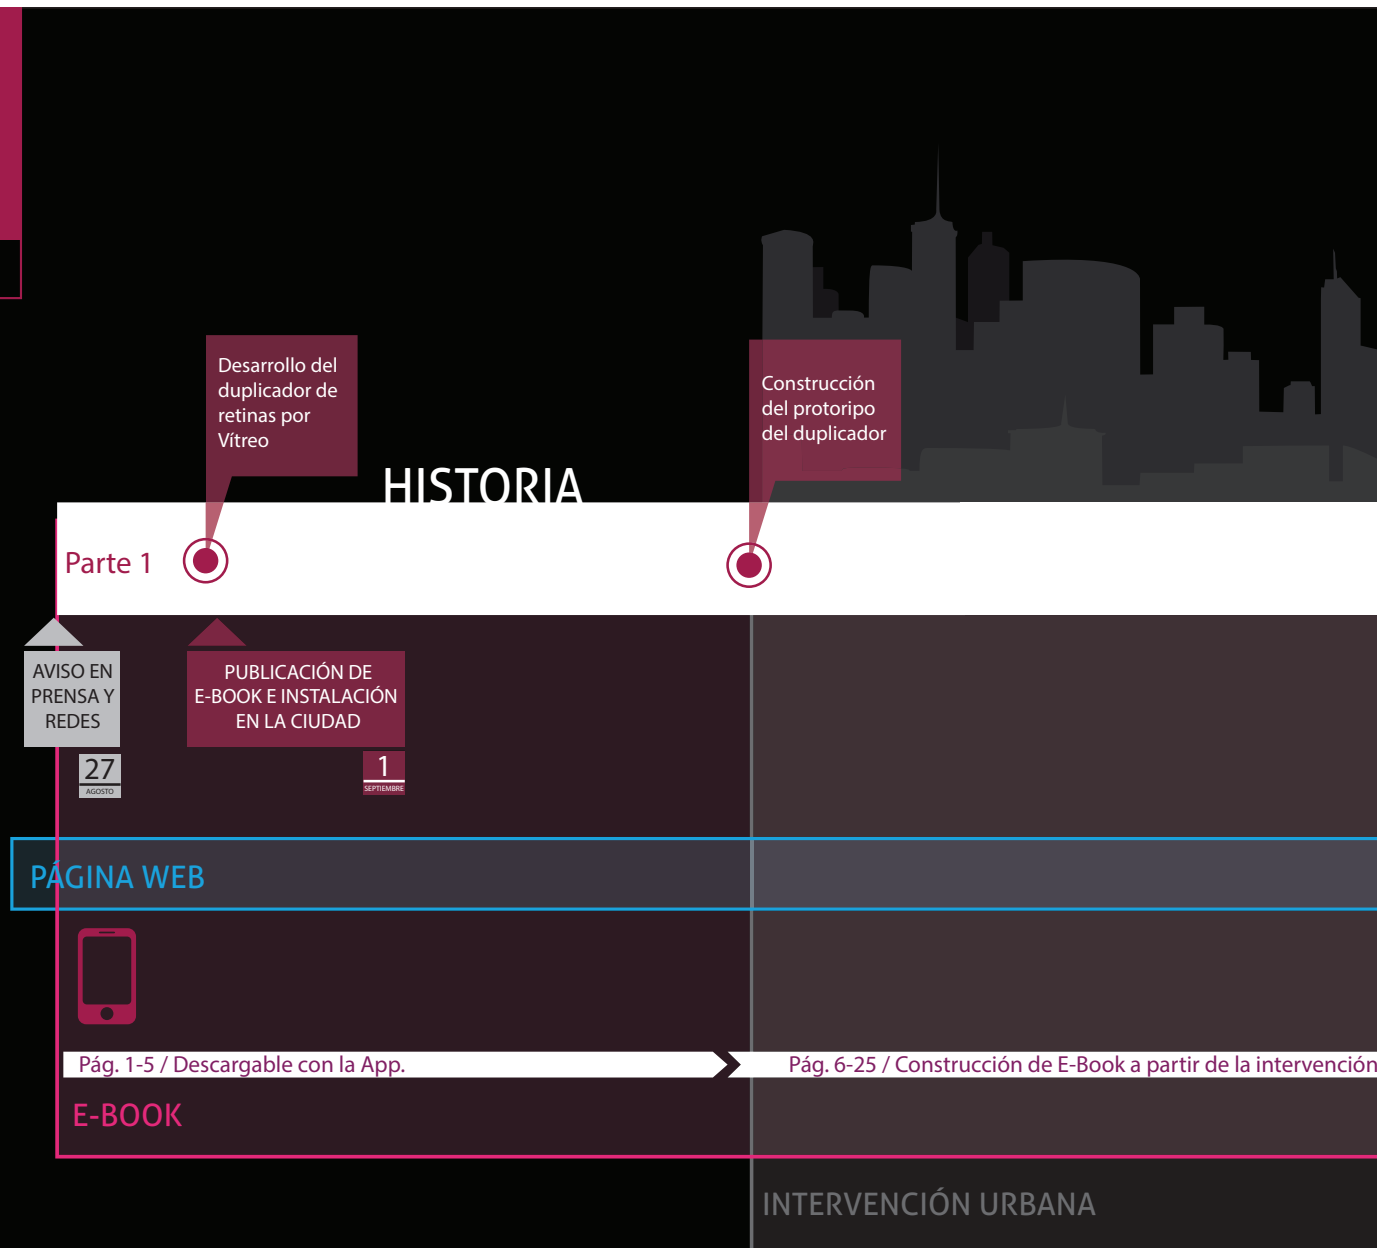 Desarrollo del
duplicador de
retinas por
Vítreo
Construcción
del protoripo
del duplicador
HISTORIA
Parte 1
AVISO EN
PRENSA Y
REDES
27
AGOSTO
PUBLICACIÓN DE
E-BOOK E INSTALACIÓN
EN LA CIUDAD
1
SEPTIEMBRE
PÁGINA WEB
Pág. 1-5 / Descargable con la App.
Pág. 6-25 / Construcción de E-Book a partir de la intervención
E-BOOK
INTERVENCIÓN URBANA